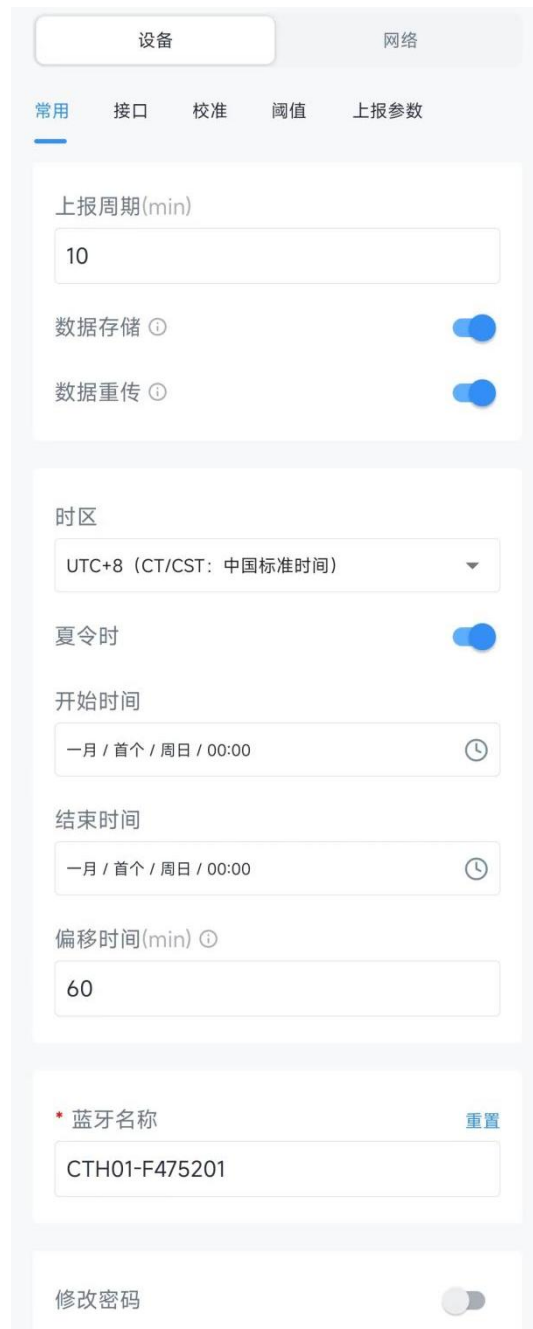 设备 网络
常用 接口 校准 阈值 上报参数
上报周期(min)
10
数据存储
数据重传
时区
UTC+8（CT/CST：中国标准时间）
夏令时
开始时间
一月 / 首个 / 周日 / 00:00
结束时间
一月 / 首个 / 周日 / 00:00
偏移时间(min)
60
* 蓝牙名称 重置
CTH01-F475201
修改密码